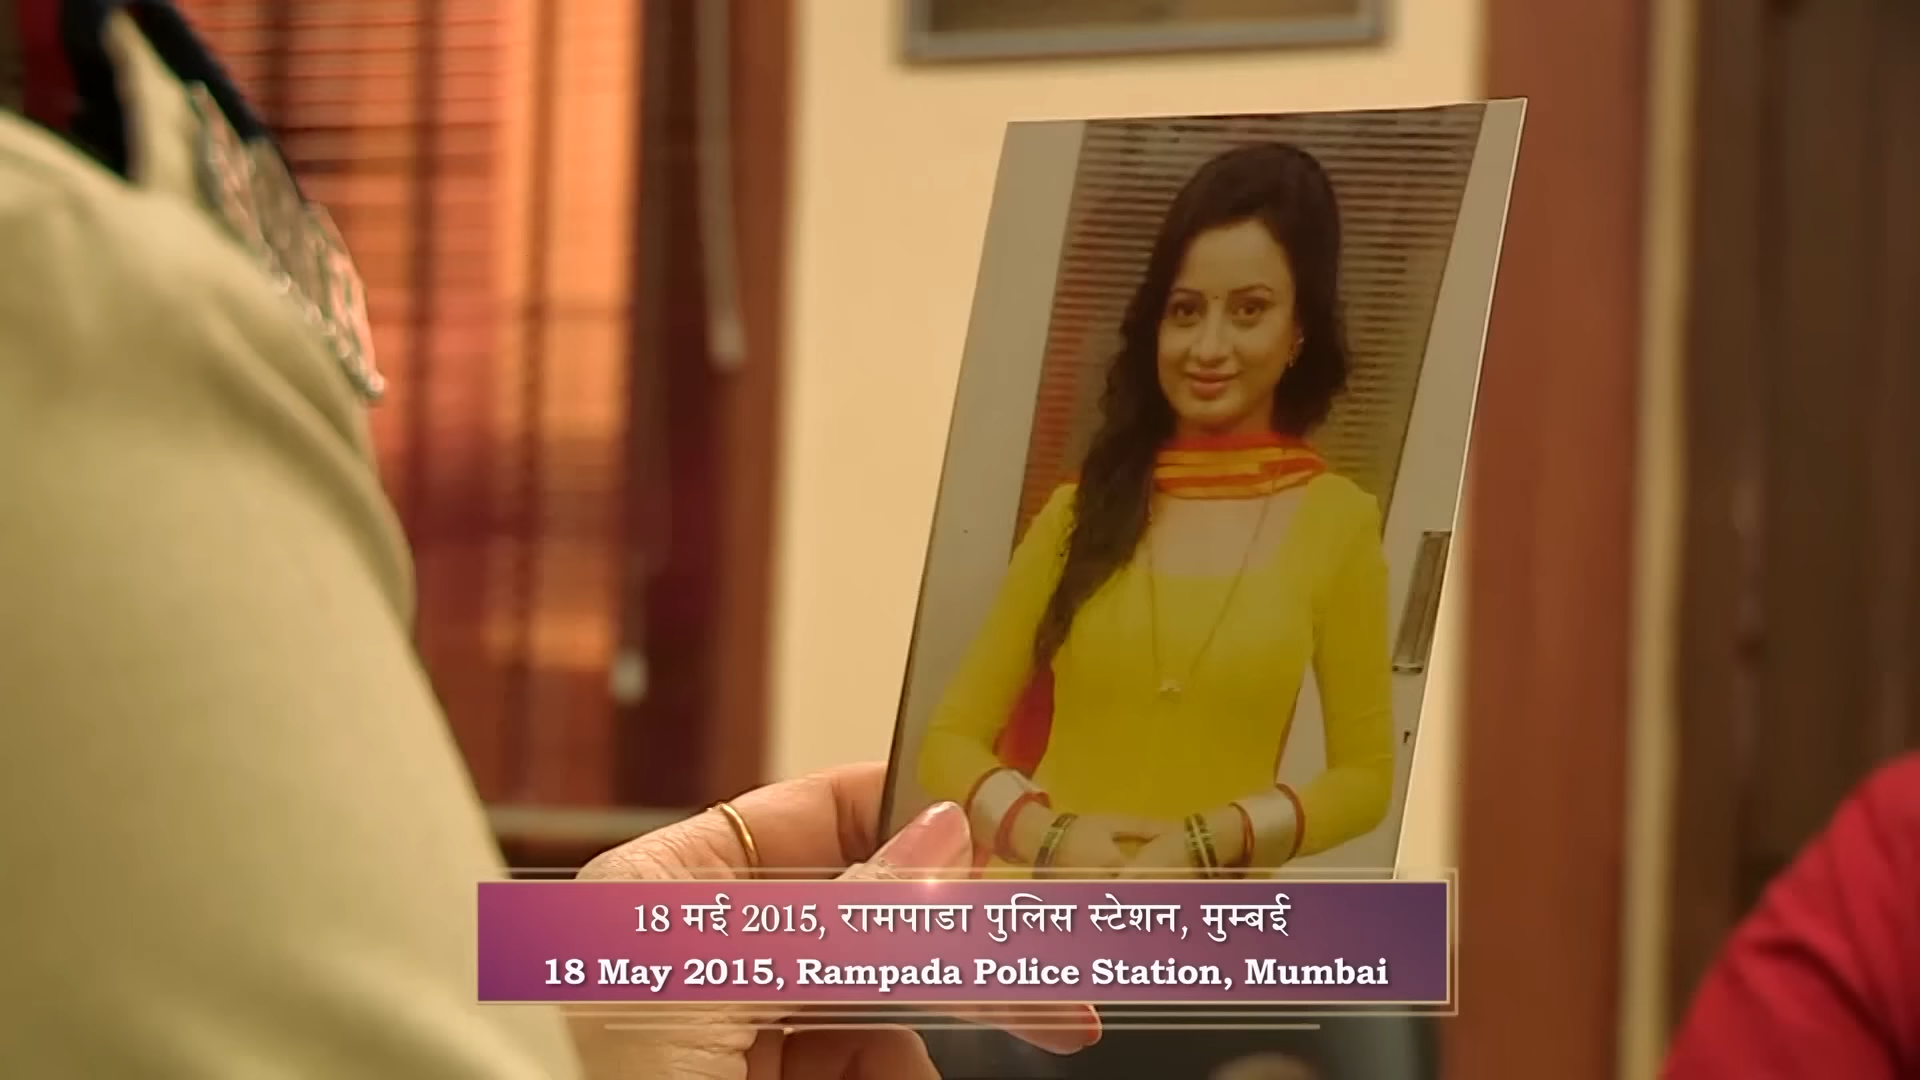 18 मई 2015, रामपाडा पुलिस स्टेशन, मुम्बई
18 May 2015, Rampada Police Station, Mumbai